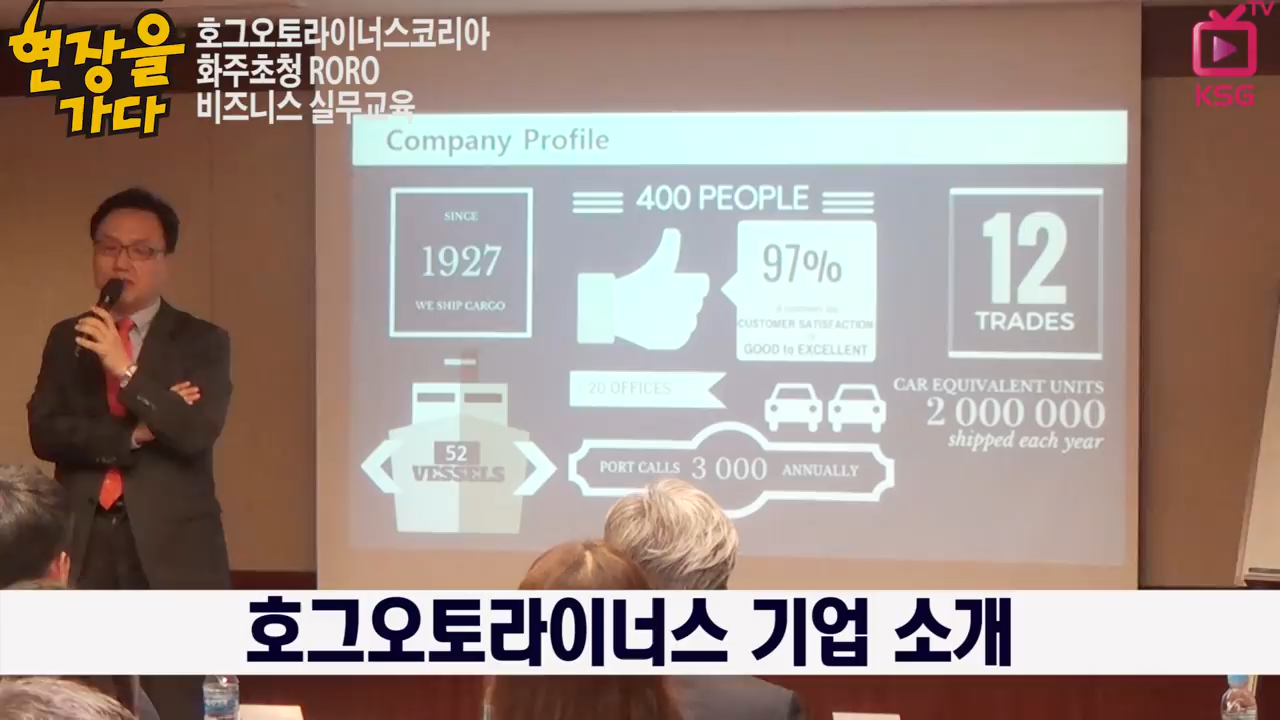 현장을
가다
호그오토라이너스코리아
화주초청 RORO
비즈니스 실무교육
TV
KSG
Company Profile
SINCE
1927
WE SHIP CARGO
400 PEOPLE
97%
CUSTOMER SATISFACTION
GOOD to EXCELLENT
12
TRADES
20 OFFICES
CAR EQUIVALENT UNITS
2 000 000
shipped each year
52
VESSELS
PORT CALLS 3 000 ANNUALLY
호그오토라이너스 기업 소개